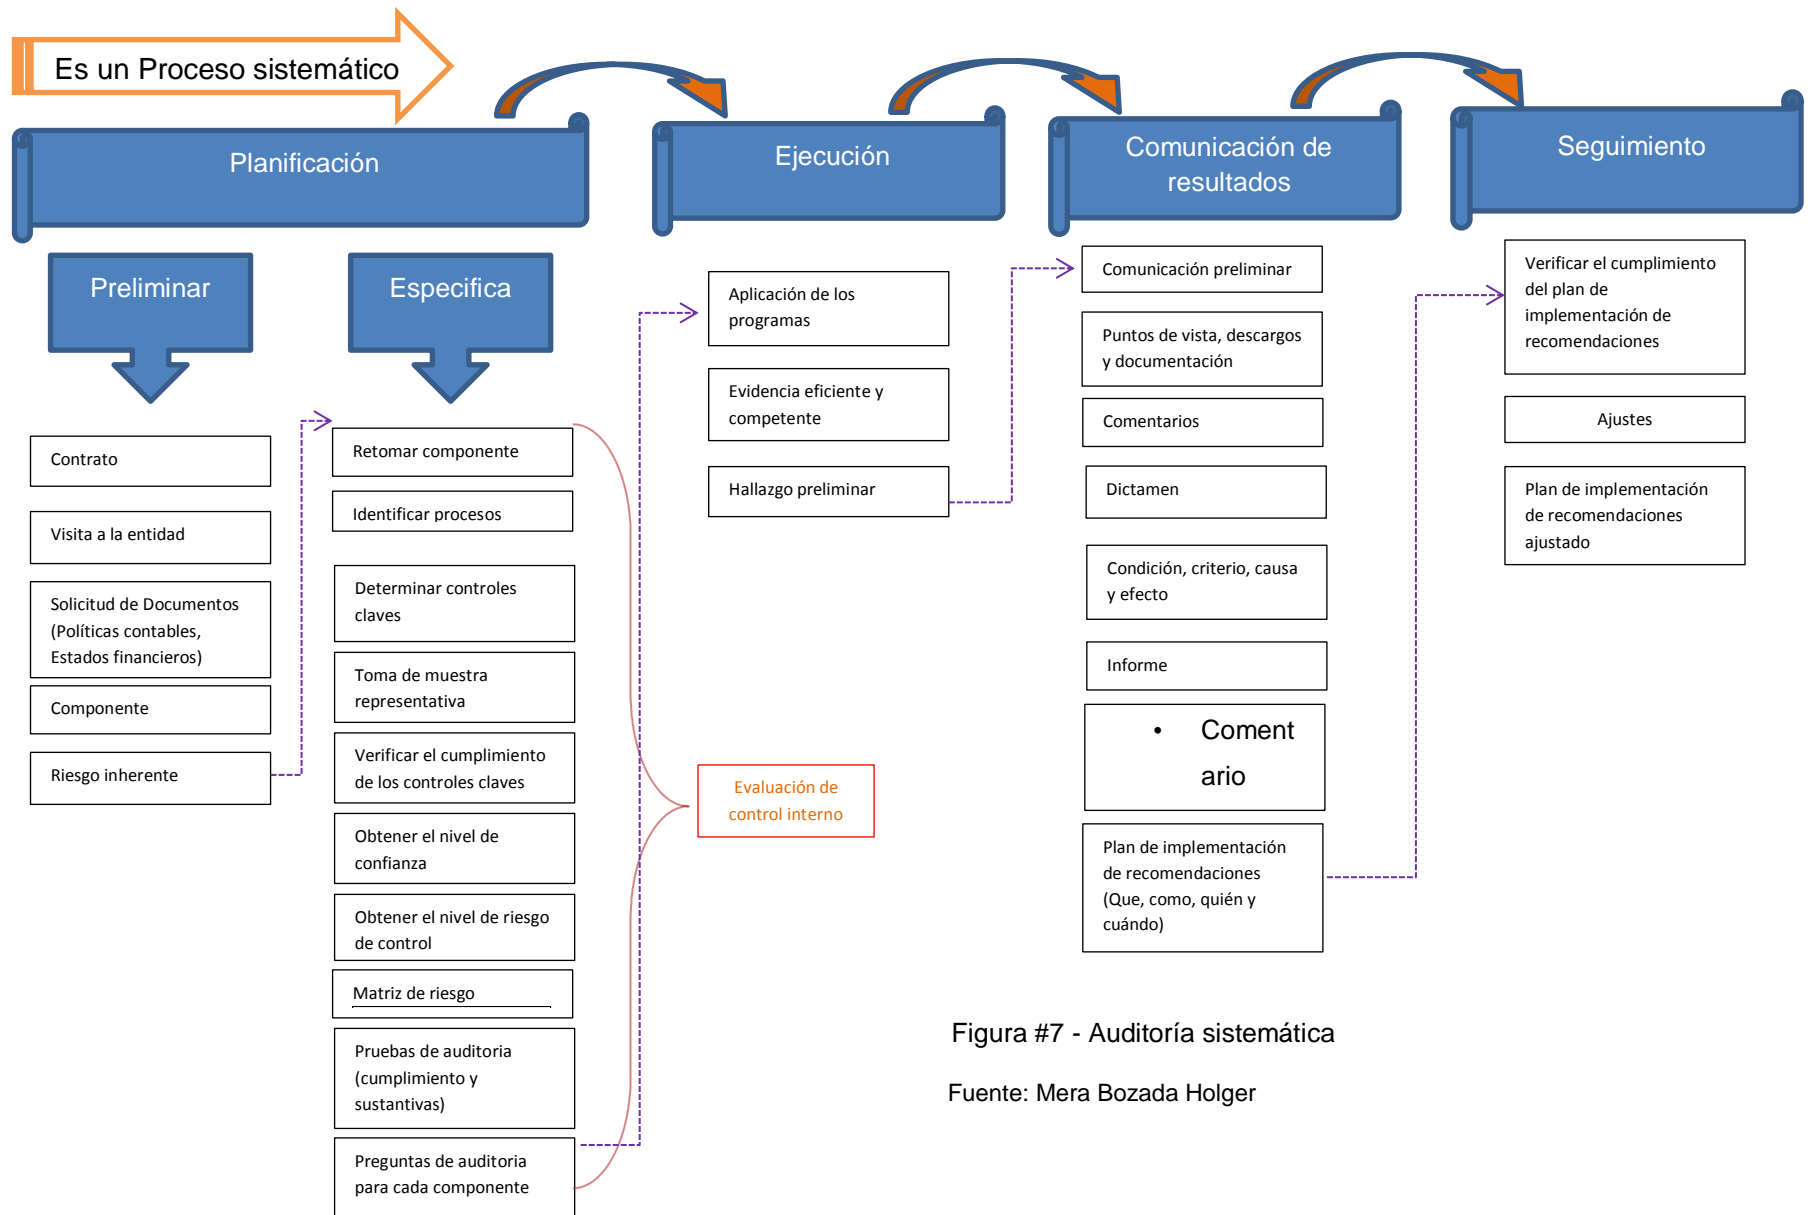 Es un Proceso sistemático
Planificación
Ejecución
Comunicación de
resultados
Seguimiento
Preliminar
Especifica
Contrato
Visita a la entidad
Solicitud de Documentos
(Políticas contables,
Estados financieros)
Componente
Riesgo inherente
Retomar componente
Identificar procesos
Determinar controles
claves
Toma de muestra
representativa
Verificar el cumplimiento
de los controles claves
Obtener el nivel de
confianza
Obtener el nivel de riesgo
de control
Matriz de riesgo
Pruebas de auditoria
(cumplimiento y
sustantivas)
Preguntas de auditoria
para cada componente
Evaluación de
control interno
Aplicación de los
programas
Evidencia eficiente y
competente
Hallazgo preliminar
Comunicación preliminar
Puntos de vista, descargos
y documentación
Comentarios
Dictamen
Condición, criterio, causa
y efecto
Informe
• Coment
ario
Plan de implementación
de recomendaciones
(Que, como, quién y
cuándo)
Verificar el cumplimiento
del plan de
implementación de
recomendaciones
Ajustes
Plan de implementación
de recomendaciones
ajustado
Figura #7 - Auditoría sistemática
Fuente: Mera Bozada Holger